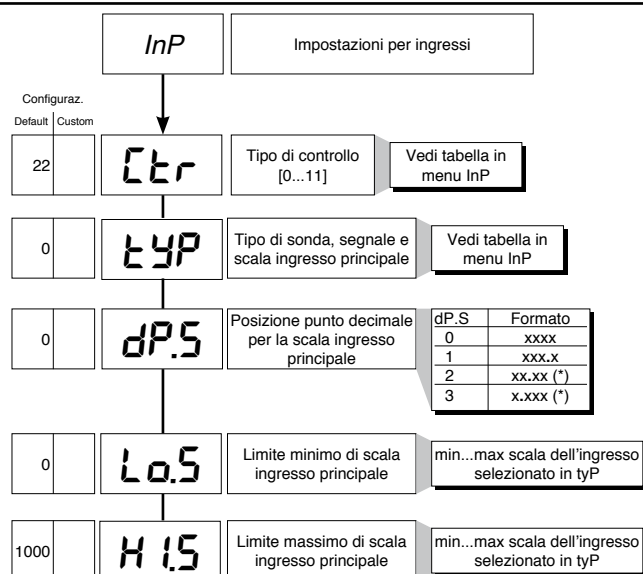 InP
Impostazioni per ingressi
Configuraz.
Default Custom
22
Ctr
Tipo di controllo
[0...11]
Vedi tabella in
menu InP
0
tYP
Tipo di sonda, segnale e
scala ingresso principale
Vedi tabella in
menu InP
0
dP.S
Posizione punto decimale
per la scala ingresso
principale
dP.S Formato
0 xxxx
1 xxx.x
2 xx.xx (*)
3 x.xxx (*)
0
Lo.S
Limite minimo di scala
ingresso principale
min...max scala dell'ingresso
selezionato in tyP
1000
HI.S
Limite massimo di scala
ingresso principale
min...max scala dell'ingresso
selezionato in tyP